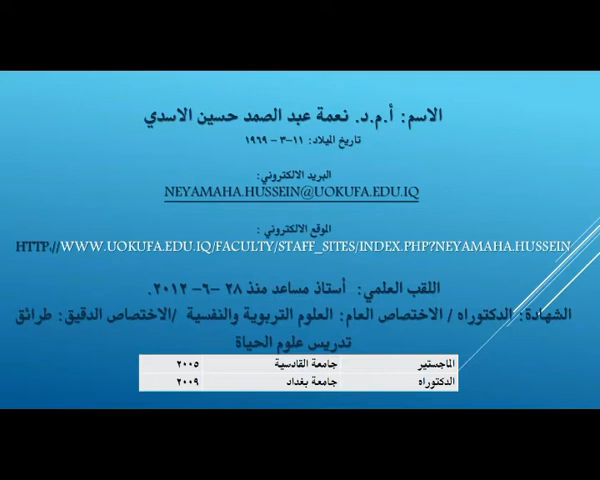 الاسم: أ.م.د. نعمة عبد الصمد حسين الاسدي
تاريخ الميلاد: ١١-٣ - ١٩٦٩
البريد الالكتروني:
NEYAMAHA.HUSSEIN@UOKUFA.EDU.IQ
الموقع الالكتروني :
HTTP://WWW.UOKUFA.EDU.IQ/FACULTY/STAFF_SITES/INDEX.PHP?NEYAMAHA.HUSSEIN
اللقب العلمي: أستاذ مساعد منذ ٢٨ -٦- ٢٠١٢.
الشهادة: الدكتوراه / الاختصاص العام: العلوم التربوية والنفسية /الاختصاص الدقيق: طرائق
تدريس علوم الحياة
الماجستير جامعة القادسية ٢٠٠٥
الدكتوراه جامعة بغداد ٢٠٠٩